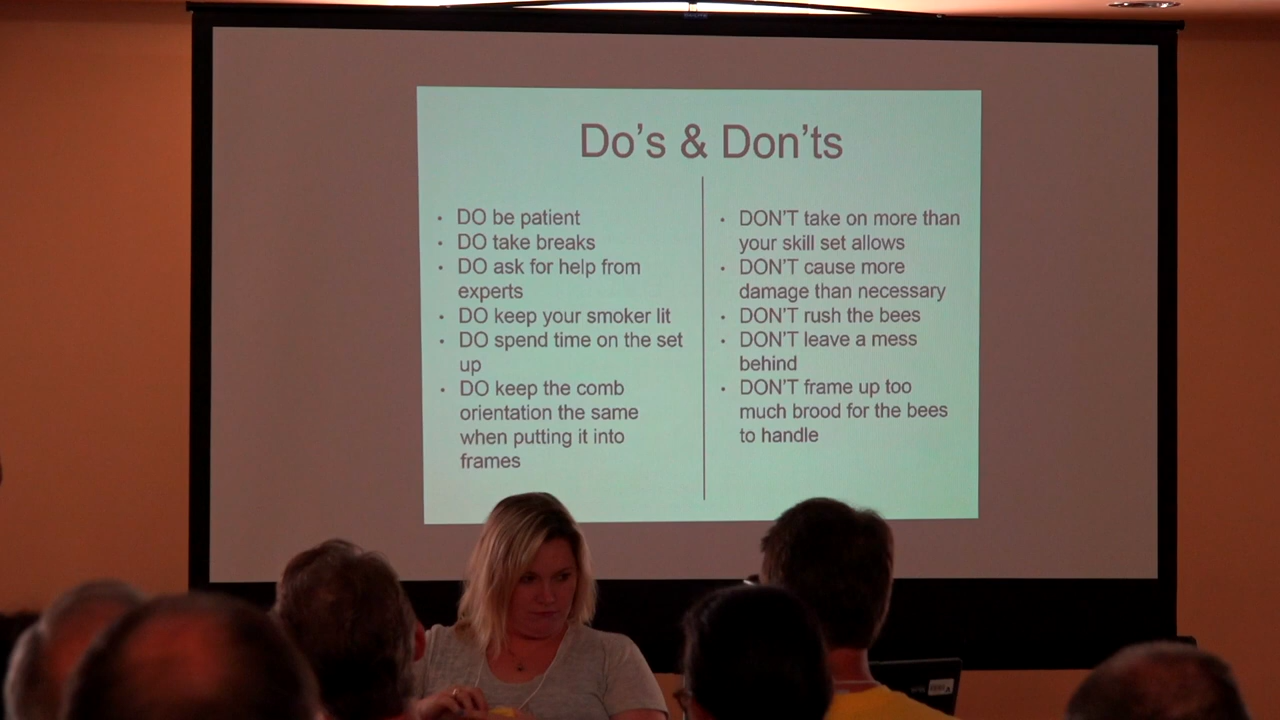 Do's & Don'ts
• DO be patient
• DO take breaks
• DO ask for help from
experts
• DO keep your smoker lit
• DO spend time on the set
up
• DO keep the comb
orientation the same
when putting it into
frames
• DON'T take on more than
your skill set allows
• DON'T cause more
damage than necessary
• DON'T rush the bees
• DON'T leave a mess
behind
• DON'T frame up too
much brood for the bees
to handle